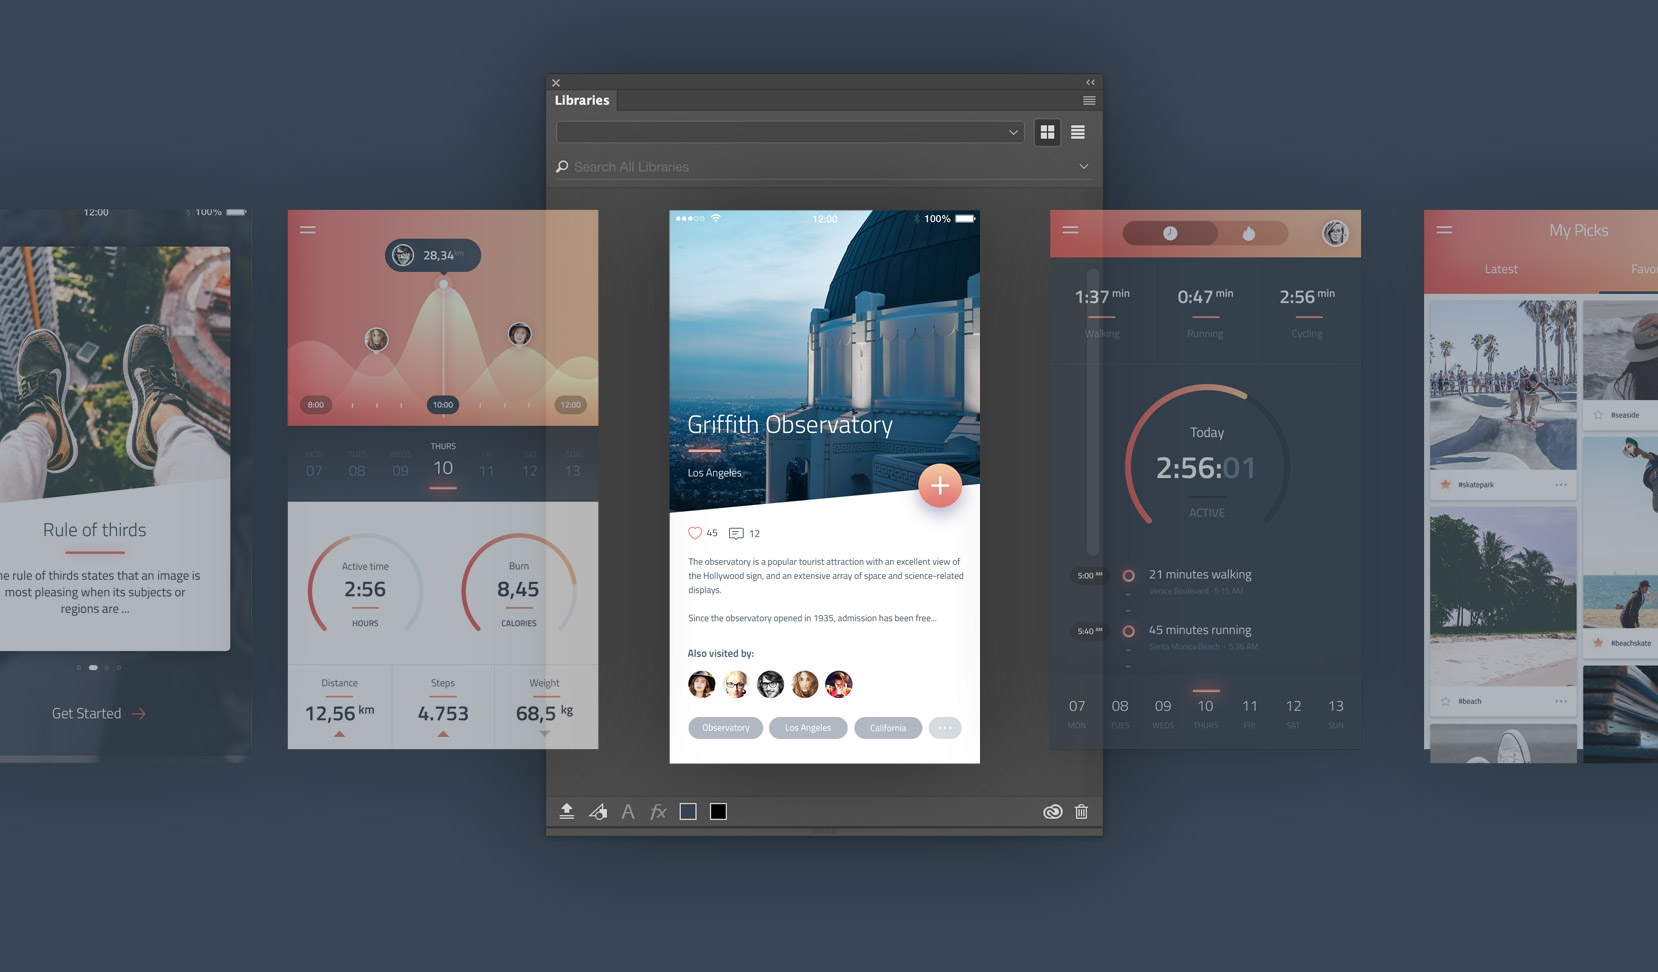 Libraries
Search All Libraries
12:00
100%
Rule of thirds
he rule of thirds states that an image is
most pleasing when its subjects or
regions are ...
Get Started
28,34 km
8:00
10:00
12:00
MON
TUES
WEDS
THURS
FRI
SAT
SUN
07
08
09
10
11
12
13
Active time
2:56
HOURS
Burn
8,45
CALORIES
Distance
12,56 km
Steps
4.753
Weight
68,5 kg
12:00
100%
Griffith Observatory
Los Angeles
45
12
The observatory is a popular tourist attraction with an excellent view of
the Hollywood sign, and an extensive array of space and science-related
displays.
Since the observatory opened in 1935, admission has been free...
Also visited by:
Observatory
Los Angeles
California
1:37 min
0:47 min
2:56 min
Walking
Running
Cycling
Today
2:56:01
ACTIVE
5:00 AM
21 minutes walking
Venice Boulevard - 5:15 AM
5:40 AM
45 minutes running
Santa Monica Beach - 5:36 AM
07
08
09
10
11
12
13
MON
TUES
WEDS
THURS
FRI
SAT
SUN
My Picks
Latest
Favo
#skatepark
#seaside
#beachskate
#beach
A
fx